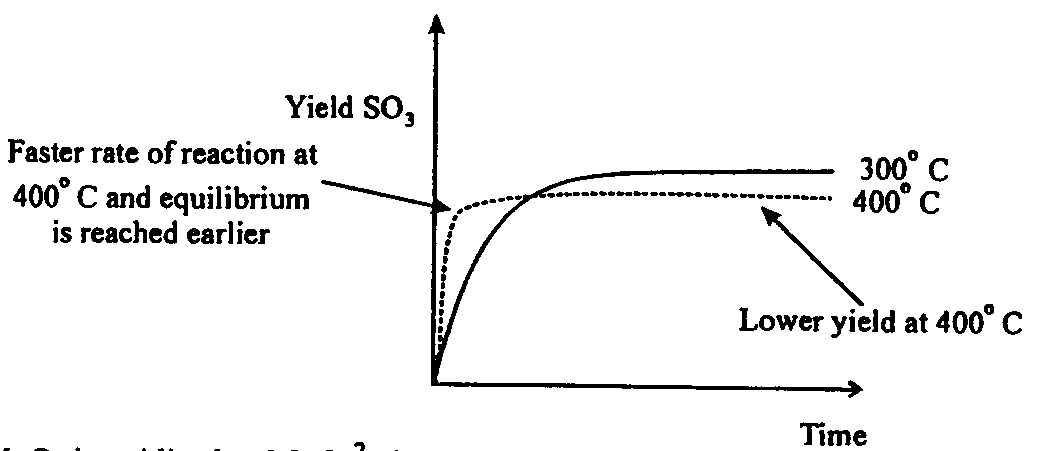 Yield SO₃
Faster rate of reaction at
400° C and equilibrium
is reached earlier
300° C
400° C
Lower yield at 400° C
Time